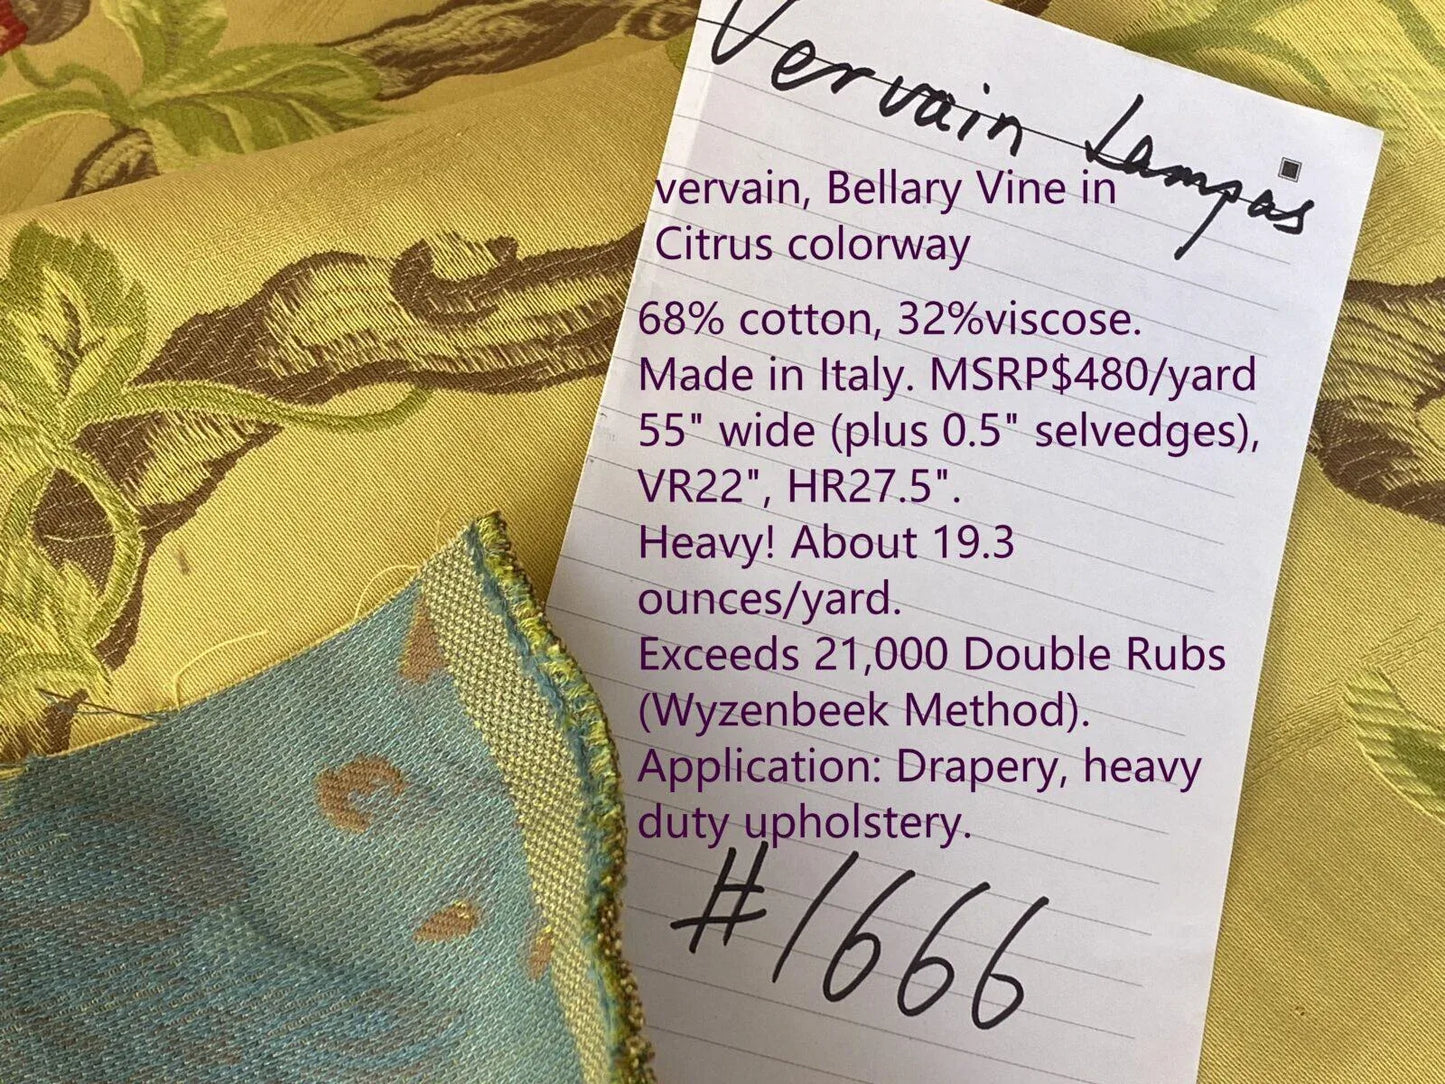 Vervain Lampas
vervain, Bellary Vine in
Citrus colorway
68% cotton, 32%viscose.
Made in Italy. MSRP$480/yard
55" wide (plus 0.5" selvedges),
VR22", HR27.5".
Heavy! About 19.3
ounces/yard.
Exceeds 21,000 Double Rubs
(Wyzenbeek Method).
Application: Drapery, heavy
duty upholstery.
#1666